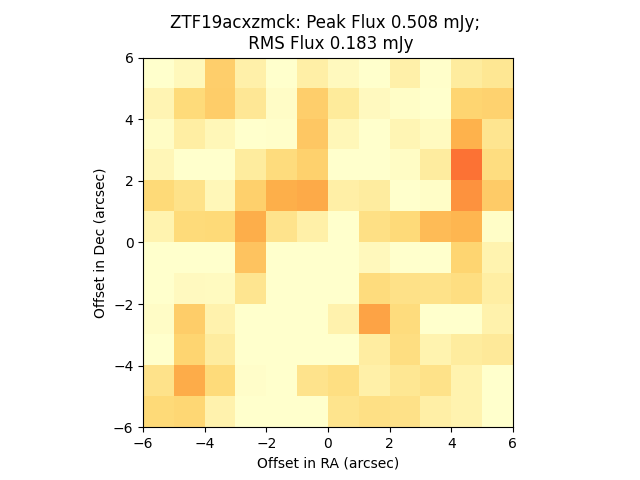 ZTF19acxzmck: Peak Flux 0.508 mJy;
RMS Flux 0.183 mJy
6
4
2
0
−2
−4
−6
Offset in Dec (arcsec)
−6 −4 −2 0 2 4 6
Offset in RA (arcsec)